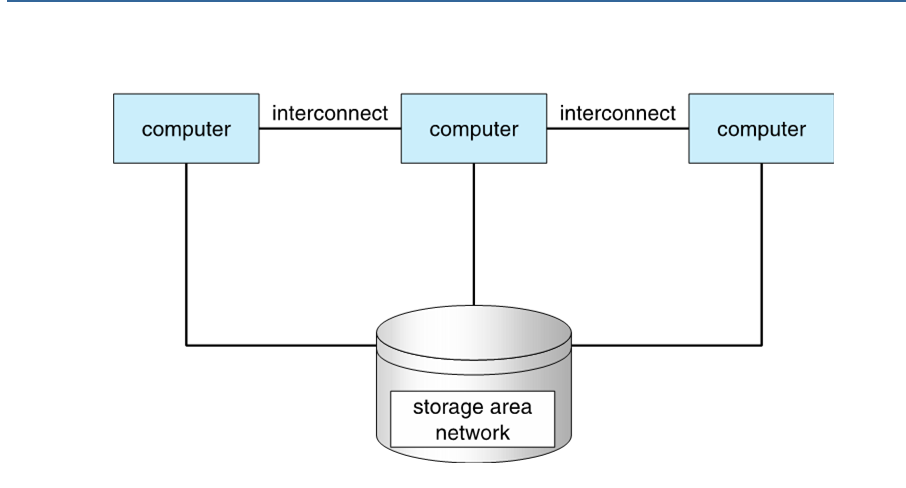 computer
interconnect
computer
interconnect
computer
storage area
network